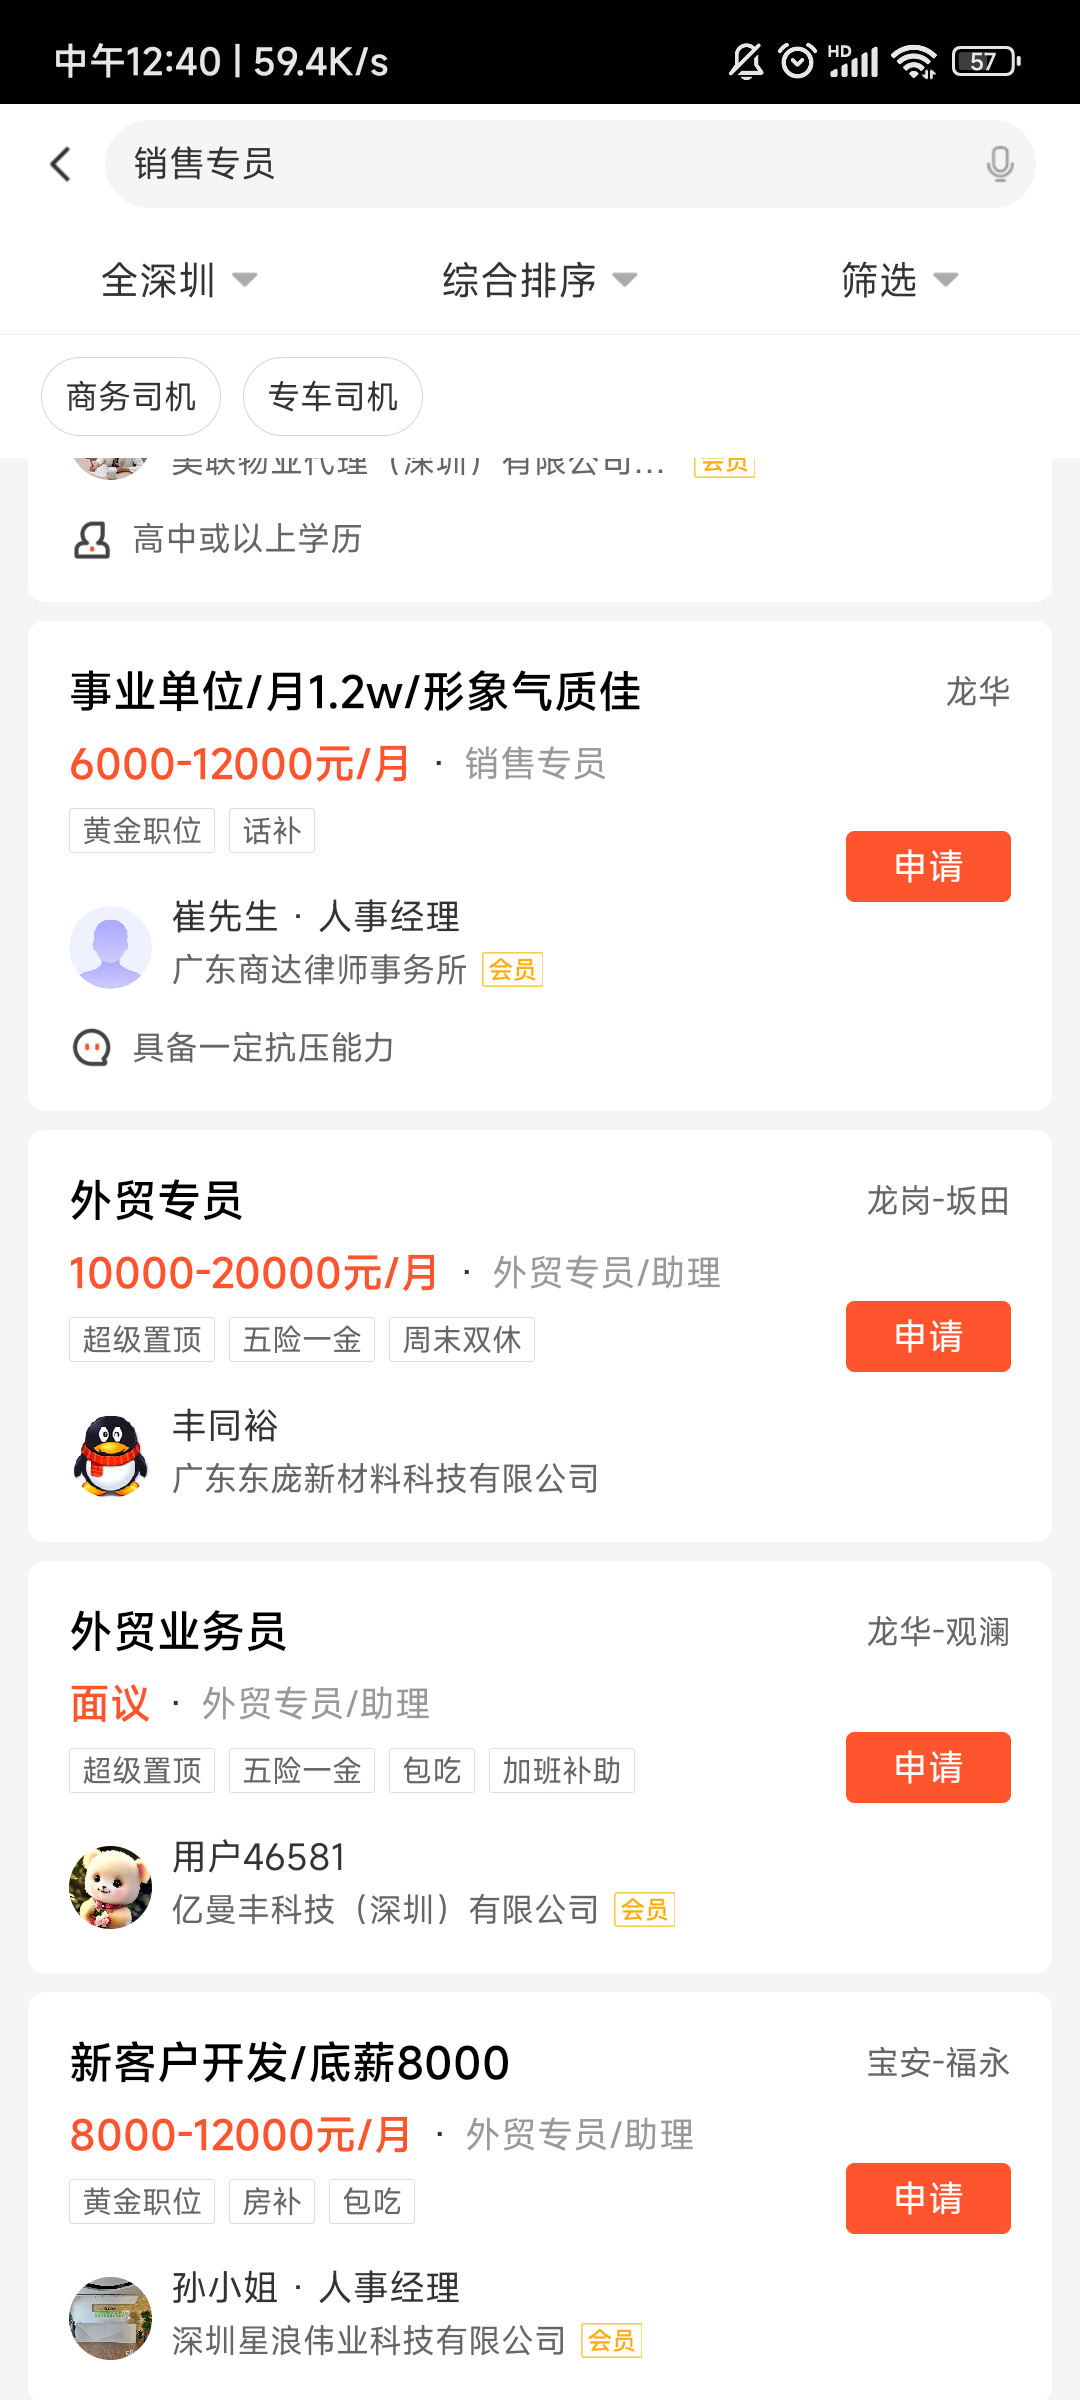 中午12:40 | 59.4K/s
HD
57
销售专员
全深圳
综合排序
筛选
商务司机
专车司机
美联物业代理（深圳）有限公司...
会员
高中或以上学历
事业单位/月1.2w/形象气质佳
龙华
6000-12000元/月 · 销售专员
黄金职位
话补
申请
崔先生 · 人事经理
广东商达律师事务所
会员
具备一定抗压能力
外贸专员
龙岗-坂田
10000-20000元/月 · 外贸专员/助理
超级置顶
五险一金
周末双休
申请
丰同裕
广东东庞新材料科技有限公司
外贸业务员
龙华-观澜
面议 · 外贸专员/助理
超级置顶
五险一金
包吃
加班补助
申请
用户46581
亿曼丰科技（深圳）有限公司
会员
新客户开发/底薪8000
宝安-福永
8000-12000元/月 · 外贸专员/助理
黄金职位
房补
包吃
申请
孙小姐 · 人事经理
深圳星浪伟业科技有限公司
会员